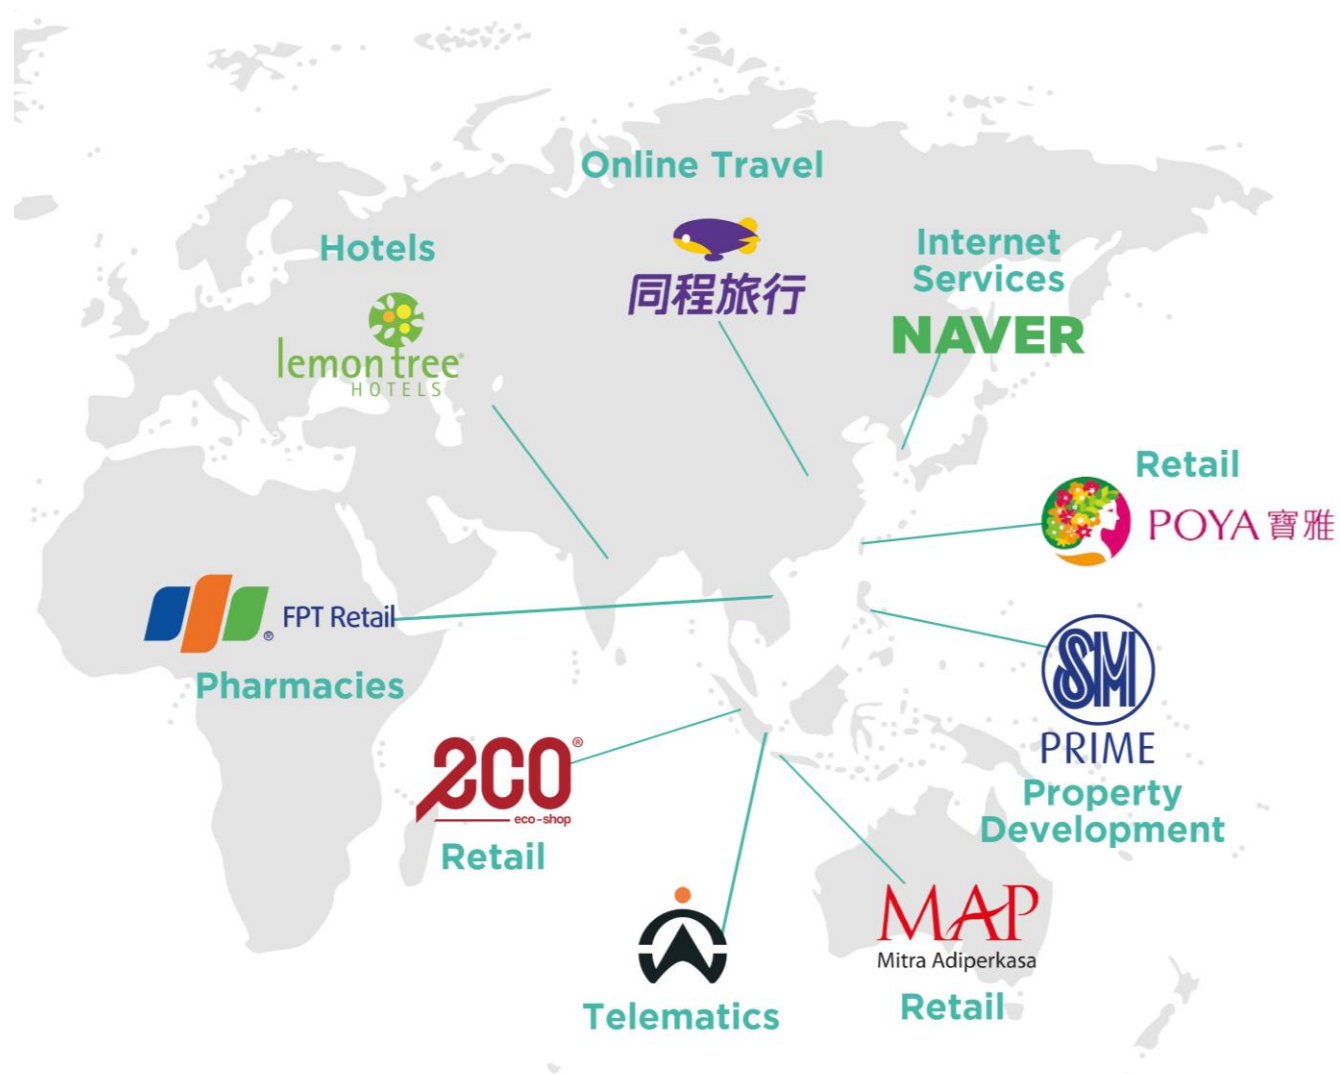 Online Travel
同程旅行
Hotels
lemon tree®
HOTELS
Internet
Services
NAVER
Retail
POYA 寶雅
FPT Retail
®
Pharmacies
SM
PRIME
Property
Development
eco®
eco-shop
Retail
MAP
Mitra Adiperkasa
Retail
Telematics